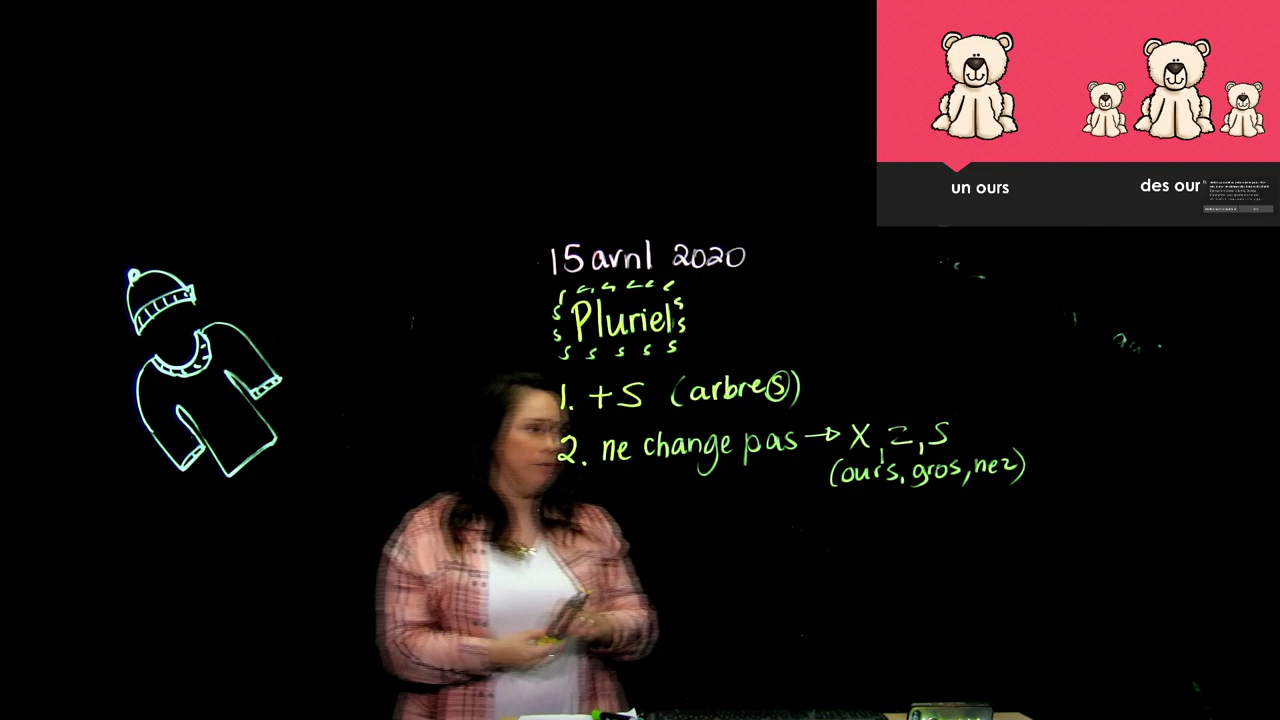 un ours
des our
15 avril 2020
Pluriel
s s s s s s s s s s s s s s s
1. + S (arbres)
2. ne change pas → X, Z, S
(ours, gros, nez)